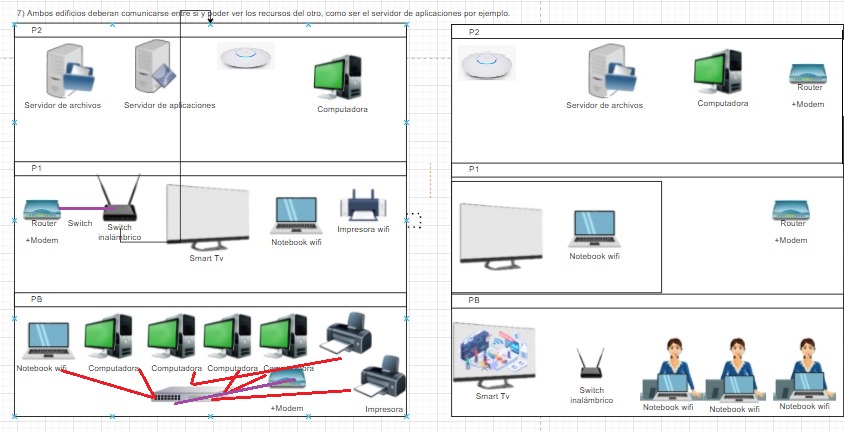 7) Ambos edificios deberan comunicarse entre si y poder ver los recursos del otro, como ser el servidor de aplicaciones por ejemplo.
P2
Servidor de archivos
Servidor de aplicaciones
Computadora
P1
Router
+Modem
Switch
Switch
inalámbrico
Smart Tv
Notebook wifi
Impresora wifi
PB
Notebook wifi
Computadora
Computadora
Computadora
Computadora
+Modem
Impresora
P2
Servidor de archivos
Computadora
Router
+Modem
P1
Notebook wifi
Router
+Modem
PB
Smart Tv
Switch
inalámbrico
Notebook wifi
Notebook wifi
Notebook wifi